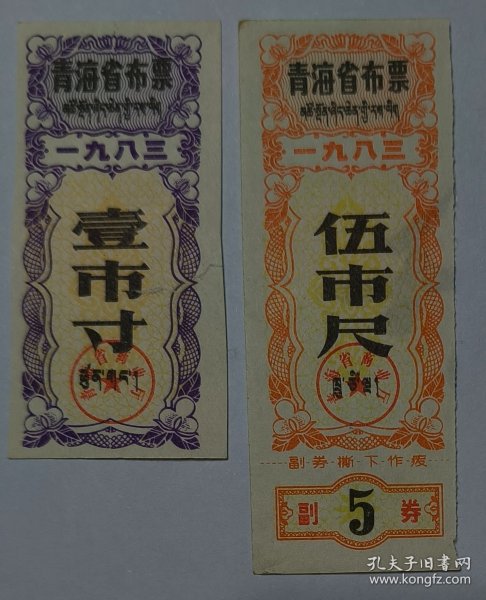 青海省布票
一九八三
壹市寸
青海省布票
一九八三
伍市尺
副券撕下作废
副 5 券
孔夫子旧书网
www.kongfz.com